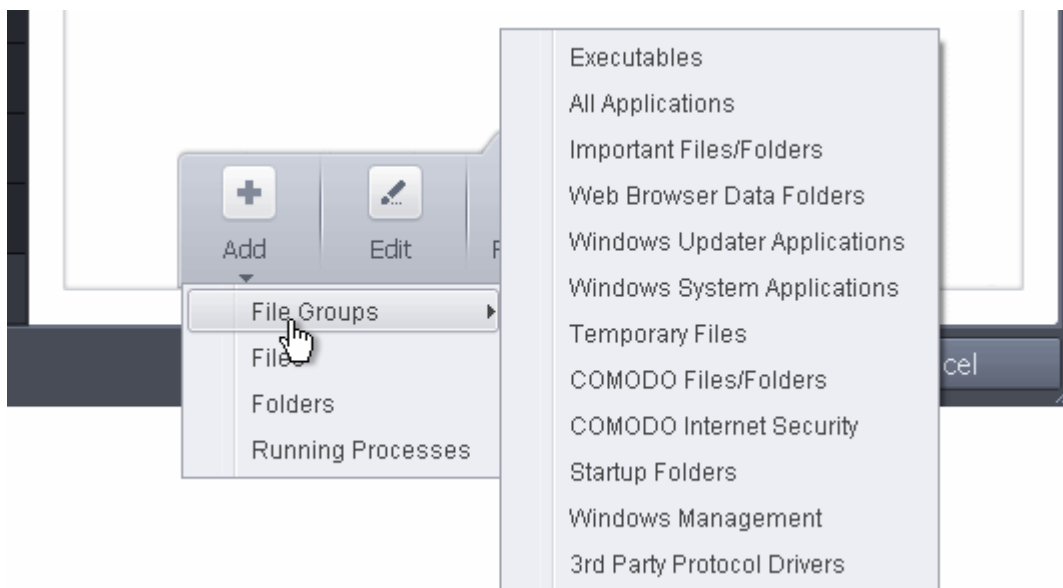 Add
Edit
File Groups
Files
Folders
Running Processes
Executables
All Applications
Important Files/Folders
Web Browser Data Folders
Windows Updater Applications
Windows System Applications
Temporary Files
COMODO Files/Folders
COMODO Internet Security
Startup Folders
Windows Management
3rd Party Protocol Drivers